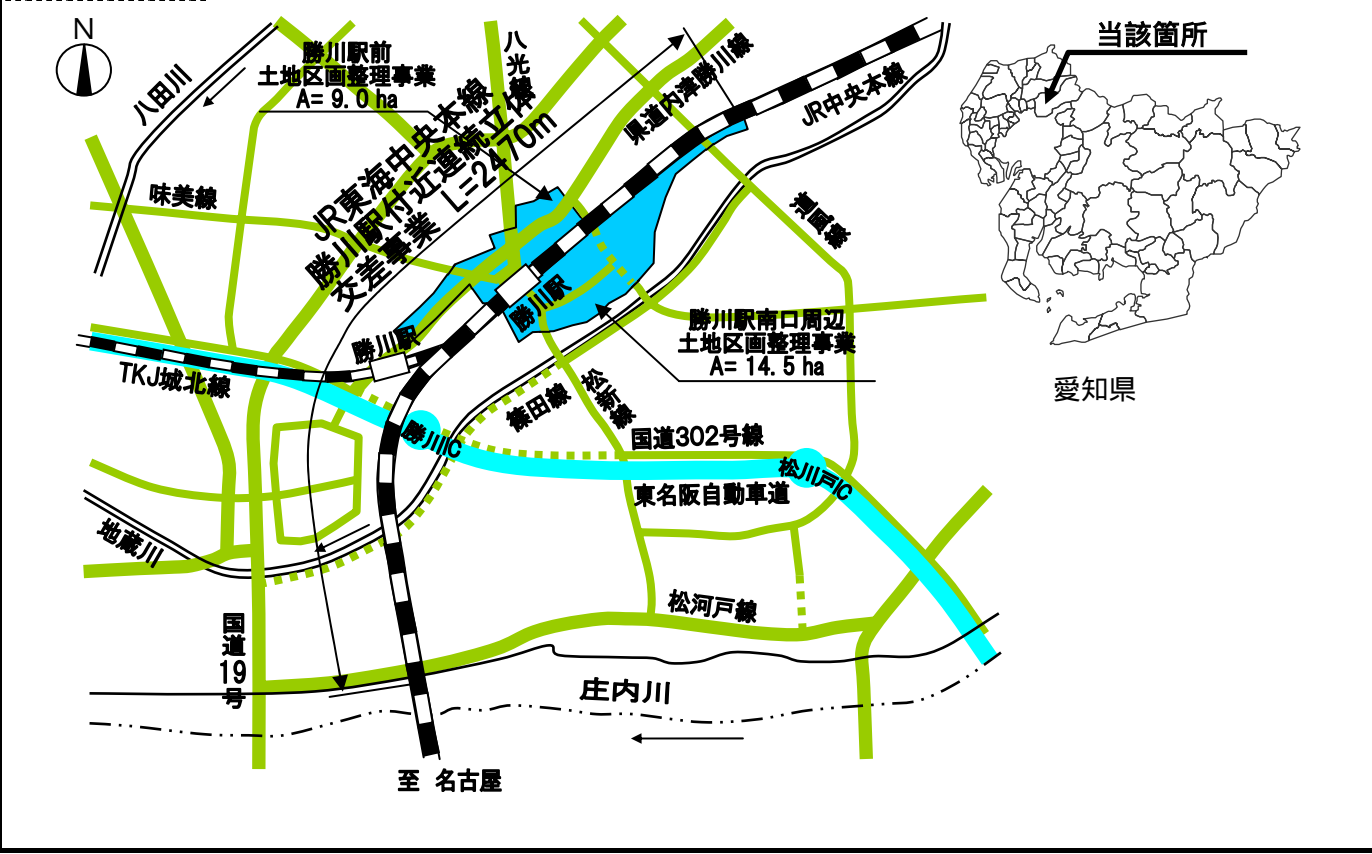 N
八田川
勝川駅前
土地区画整理事業
A= 9. 0 ha
八光線
JR東海中央本線
勝川駅付近連続立体
交差事業 L=2470m
県道内津勝川線
JR中央本線
当該箇所
愛知県
味美線
道風線
勝川駅
勝川駅
勝川駅南口周辺
土地区画整理事業
A= 14. 5 ha
TKJ城北線
篠田線
松新線
国道302号線
勝川IC
松川戸IC
東名阪自動車道
地蔵川
松河戸線
国道19号
庄内川
至 名古屋